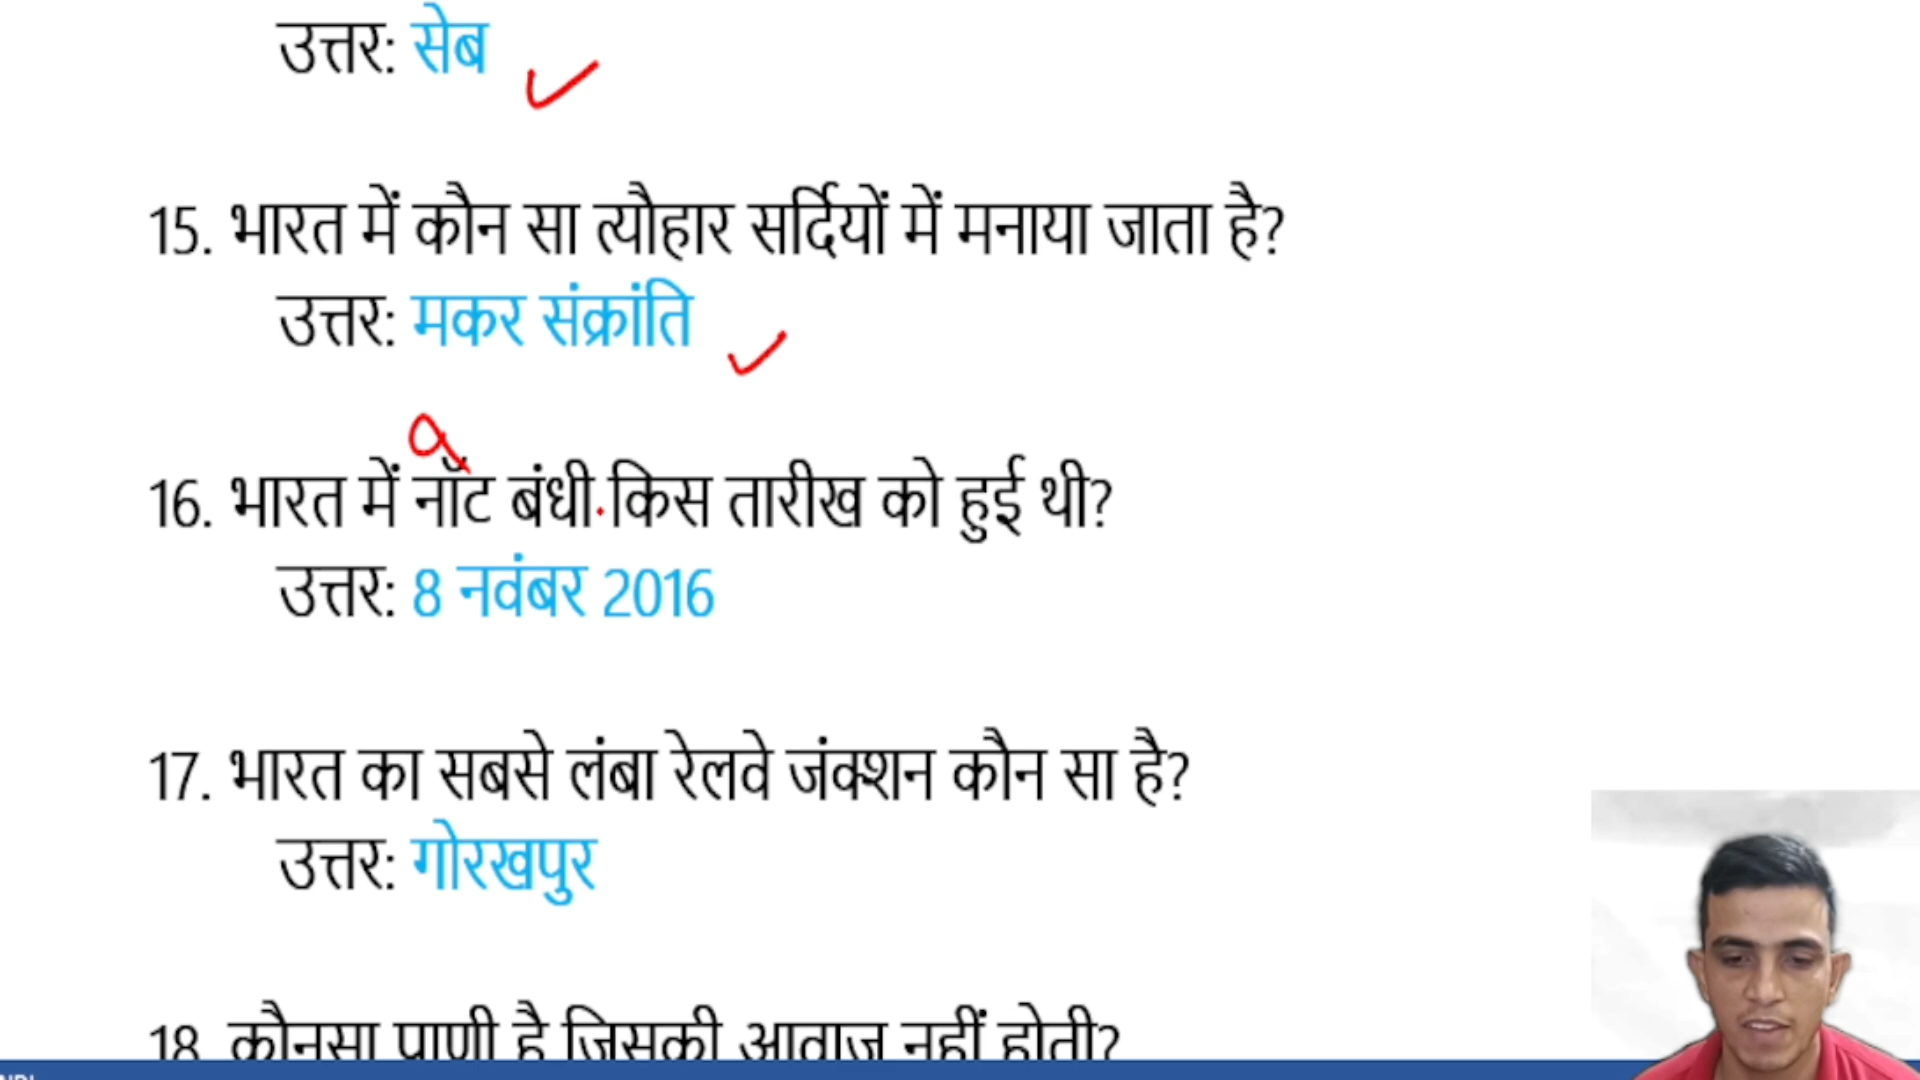 उत्तर: सेब
15. भारत में कौन सा त्यौहार सर्दियों में मनाया जाता है?
उत्तर: मकर संक्रांति
16. भारत में नॉट बंधी किस तारीख को हुई थी?
उत्तर: 8 नवंबर 2016
17. भारत का सबसे लंबा रेलवे जंक्शन कौन सा है?
उत्तर: गोरखपुर
18. कौनसा प्राणी है जिसकी आवाज नहीं होती?